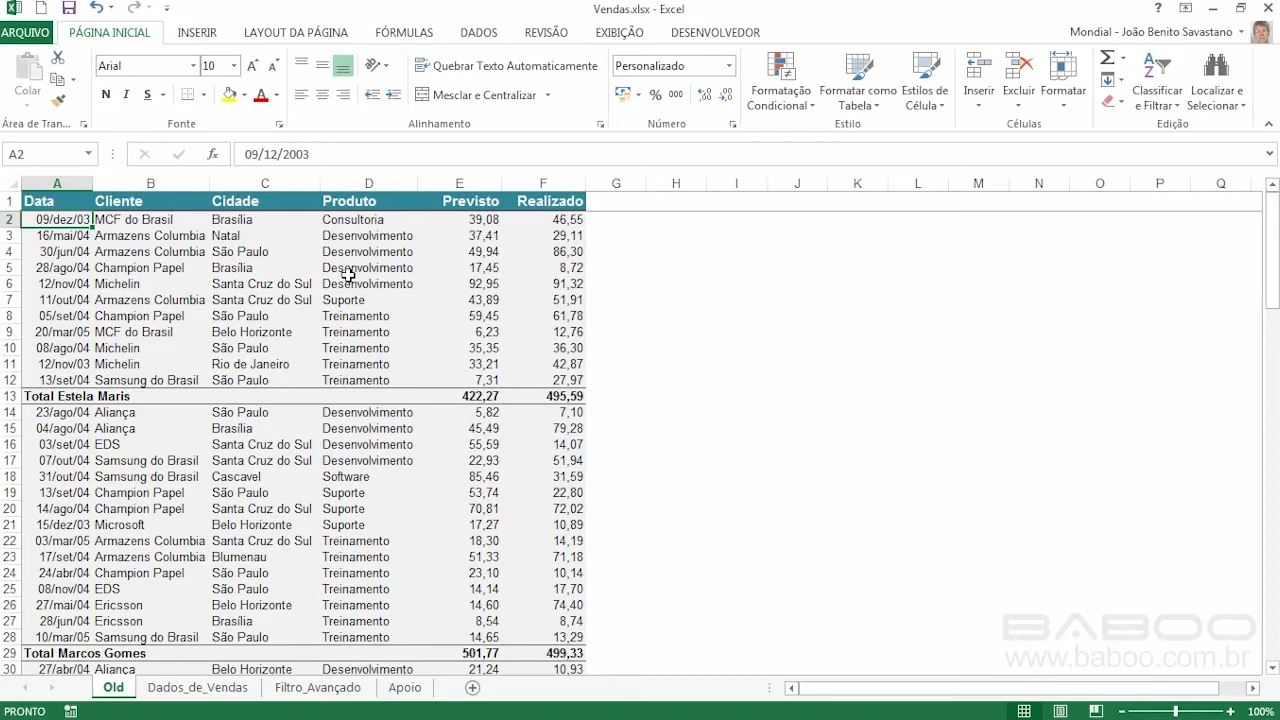 Vendas.xlsx - Excel
ARQUIVO PÁGINA INICIAL INSERIR LAYOUT DA PÁGINA FÓRMULAS DADOS REVISÃO EXIBIÇÃO DESENVOLVEDOR Mondial - João Benito Savastano
Colar Arial 10 Quebrar Texto Automaticamente Personalizado Formatação Condicional Formatar como Tabela Estilos de Célula Inserir Excluir Formatar Classificar e Filtrar Localizar e Selecionar
N I S A Mesclar e Centralizar % 000
Área de Tran... Fonte Alinhamento Número Estilo Células Edição
A2 fx 09/12/2003
A B C D E F G H I J K L M N O P Q
1 Data Cliente Cidade Produto Previsto Realizado
2 09/dez/03 MCF do Brasil Brasília Consultoria 39,08 46,55
3 16/mai/04 Armazens Columbia Natal Desenvolvimento 37,41 29,11
4 30/jun/04 Armazens Columbia São Paulo Desenvolvimento 49,94 86,30
5 28/ago/04 Champion Papel Brasília Desenvolvimento 17,45 8,72
6 12/nov/04 Michelin Santa Cruz do Sul Desenvolvimento 92,95 91,32
7 11/out/04 Armazens Columbia Santa Cruz do Sul Suporte 43,89 51,91
8 05/set/04 Champion Papel São Paulo Treinamento 59,45 61,78
9 20/mar/05 MCF do Brasil Belo Horizonte Treinamento 6,23 12,76
10 08/ago/04 Michelin São Paulo Treinamento 35,35 36,30
11 12/nov/03 Michelin Rio de Janeiro Treinamento 33,21 42,87
12 13/set/04 Samsung do Brasil São Paulo Treinamento 7,31 27,97
13 Total Estela Maris 422,27 495,59
14 23/ago/04 Aliança São Paulo Desenvolvimento 5,82 7,10
15 04/ago/04 Aliança Brasília Desenvolvimento 45,49 79,28
16 03/set/04 EDS Santa Cruz do Sul Desenvolvimento 55,59 14,07
17 07/out/04 Samsung do Brasil Santa Cruz do Sul Desenvolvimento 22,93 51,94
18 31/out/04 Samsung do Brasil Cascavel Software 85,46 31,59
19 13/set/04 Champion Papel São Paulo Suporte 53,74 22,80
20 14/ago/04 Champion Papel Santa Cruz do Sul Suporte 70,81 72,02
21 15/dez/03 Microsoft Belo Horizonte Suporte 17,27 10,89
22 03/mar/05 Armazens Columbia Santa Cruz do Sul Treinamento 18,30 14,19
23 17/set/04 Armazens Columbia Blumenau Treinamento 51,33 71,18
24 24/abr/04 Champion Papel São Paulo Treinamento 23,10 10,14
25 08/nov/04 EDS São Paulo Treinamento 14,14 17,70
26 27/mai/04 Ericsson Belo Horizonte Treinamento 14,60 74,40
27 28/jun/04 Ericsson Brasília Treinamento 8,54 8,74
28 10/mar/05 Samsung do Brasil São Paulo Treinamento 14,65 13,29
29 Total Marcos Gomes 501,77 499,33
30 27/abr/04 Aliança Belo Horizonte Desenvolvimento 21,24 10,93
BABOO
www.baboo.com.br
Old Dados_de_Vendas Filtro_Avançado Apoio
PRONTO 100%